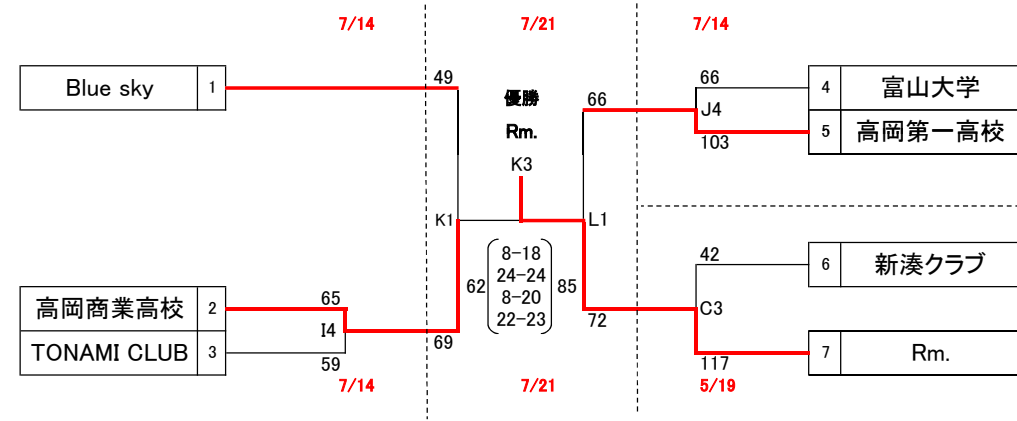 7/14 7/21 7/14
49 66
Blue sky 1 優勝 66 4 富山大学
Rm. J4 5 高岡第一高校
103
K3
K1 L1
8-18 42
62 24-24 85 6 新湊クラブ
8-20
高岡商業高校 2 65 22-23 72 C3
I4
TONAMI CLUB 3 69 7 Rm.
59 117
7/14 7/21 5/19